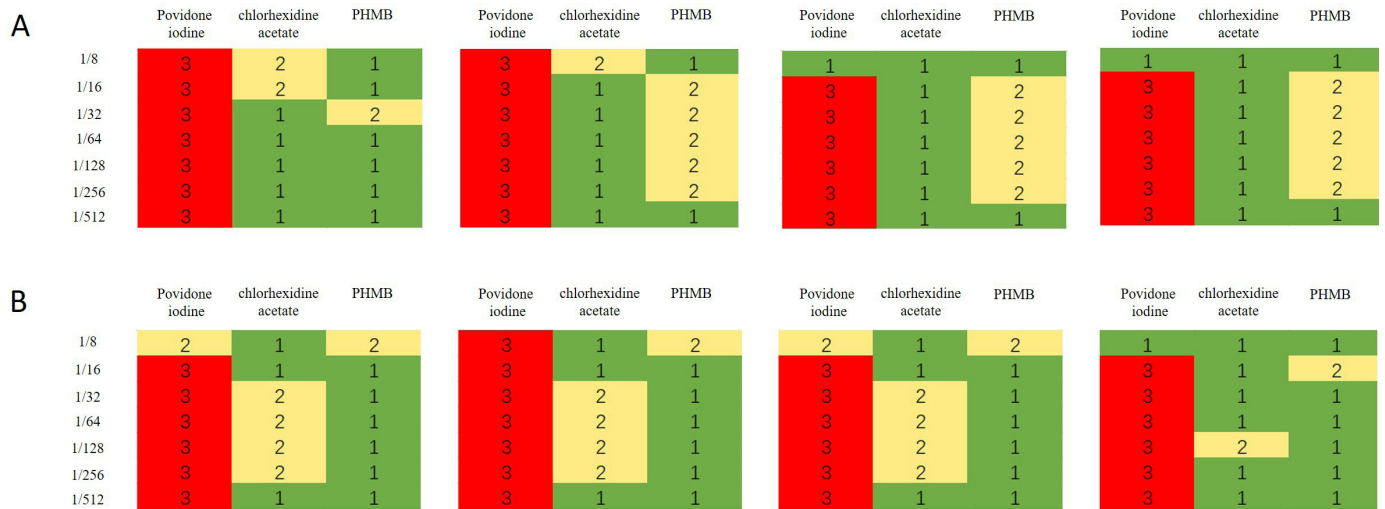 A
Povidone iodine chlorhexidine acetate PHMB Povidone iodine chlorhexidine acetate PHMB Povidone iodine chlorhexidine acetate PHMB Povidone iodine chlorhexidine acetate PHMB
1/8 3 2 1 3 2 1 1 1 1 1 1 1
1/16 3 2 1 3 1 2 3 1 2 3 1 2
1/32 3 1 2 3 1 2 3 1 2 3 1 2
1/64 3 1 1 3 1 2 3 1 2 3 1 2
1/128 3 1 1 3 1 2 3 1 2 3 1 2
1/256 3 1 1 3 1 2 3 1 2 3 1 2
1/512 3 1 1 3 1 1 3 1 1 3 1 1
B
Povidone iodine chlorhexidine acetate PHMB Povidone iodine chlorhexidine acetate PHMB Povidone iodine chlorhexidine acetate PHMB Povidone iodine chlorhexidine acetate PHMB
1/8 2 1 2 3 1 2 2 1 2 1 1 1
1/16 3 1 1 3 1 1 3 1 1 3 1 2
1/32 3 2 1 3 2 1 3 2 1 3 1 1
1/64 3 2 1 3 2 1 3 2 1 3 1 1
1/128 3 2 1 3 2 1 3 2 1 3 2 1
1/256 3 2 1 3 2 1 3 2 1 3 1 1
1/512 3 1 1 3 1 1 3 1 1 3 1 1